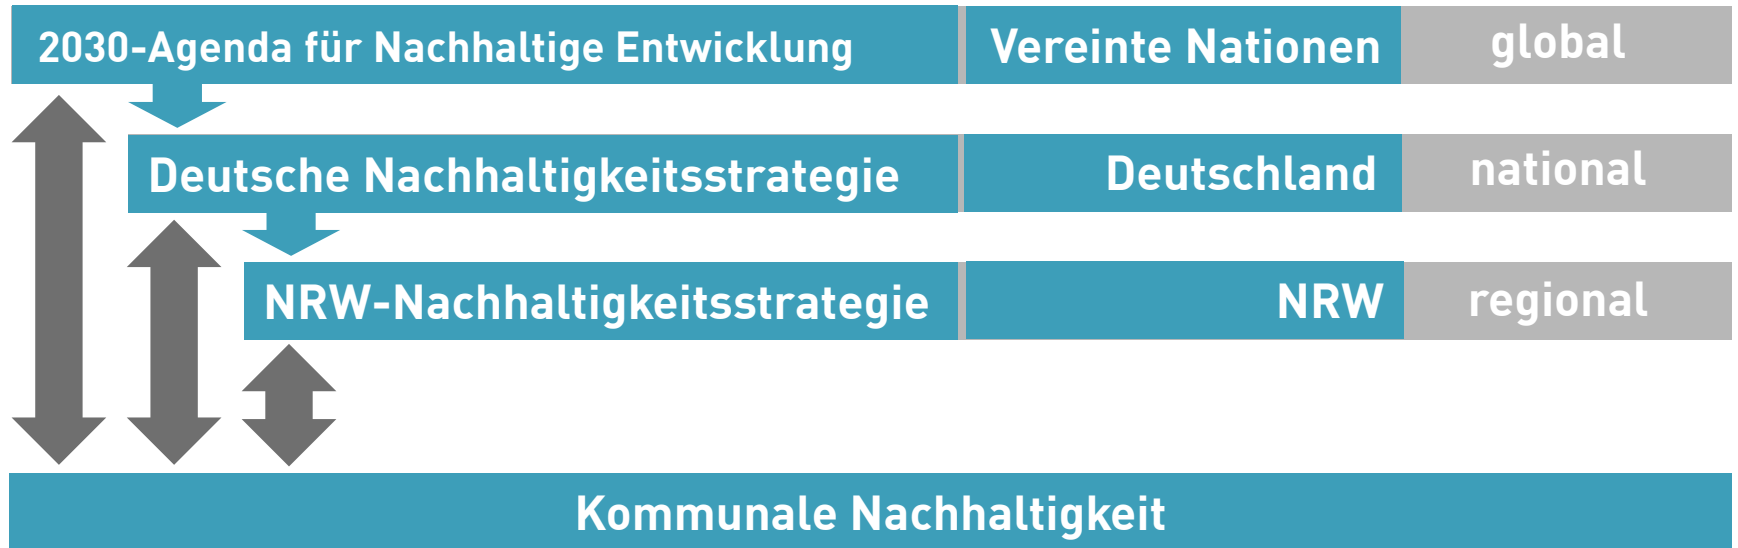 2030-Agenda für Nachhaltige Entwicklung Vereinte Nationen global
Deutsche Nachhaltigkeitsstrategie Deutschland national
NRW-Nachhaltigkeitsstrategie NRW regional
Kommunale Nachhaltigkeit